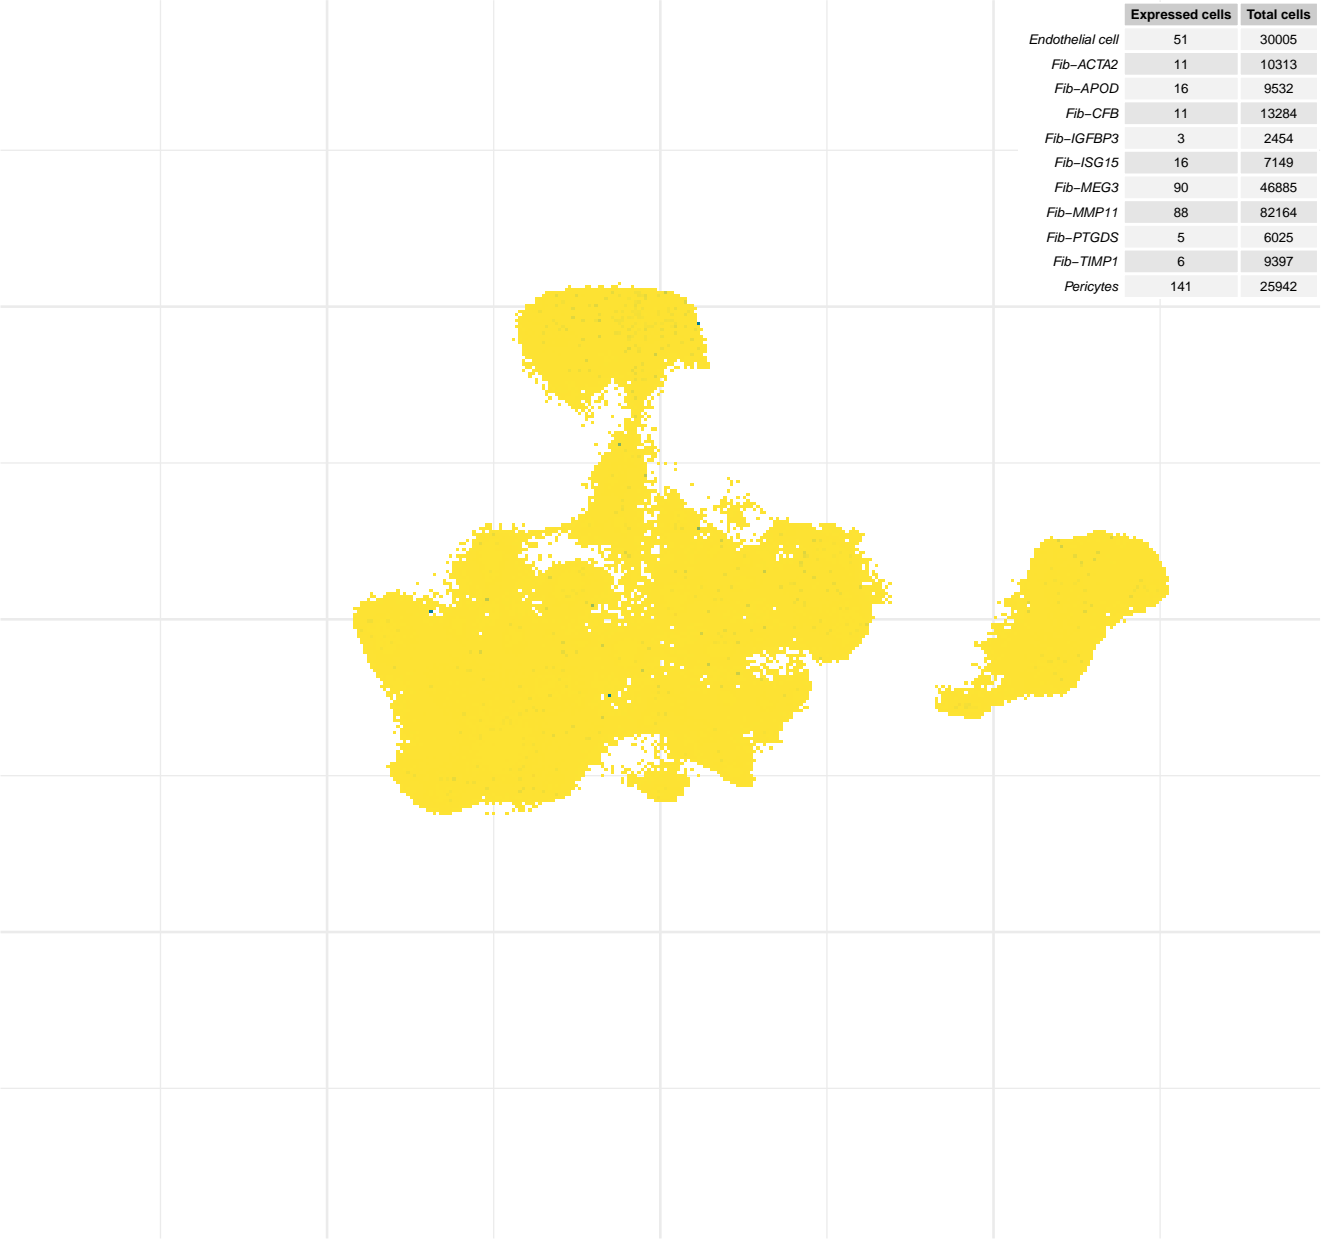 Expressed cells Total cells
Endothelial cell 51 30005
Fib−ACTA2 11 10313
Fib−APOD 16 9532
Fib−CFB 11 13284
Fib−IGFBP3 3 2454
Fib−ISG15 16 7149
Fib−MEG3 90 46885
Fib−MMP11 88 82164
Fib−PTGDS 5 6025
Fib−TIMP1 6 9397
Pericytes 141 25942